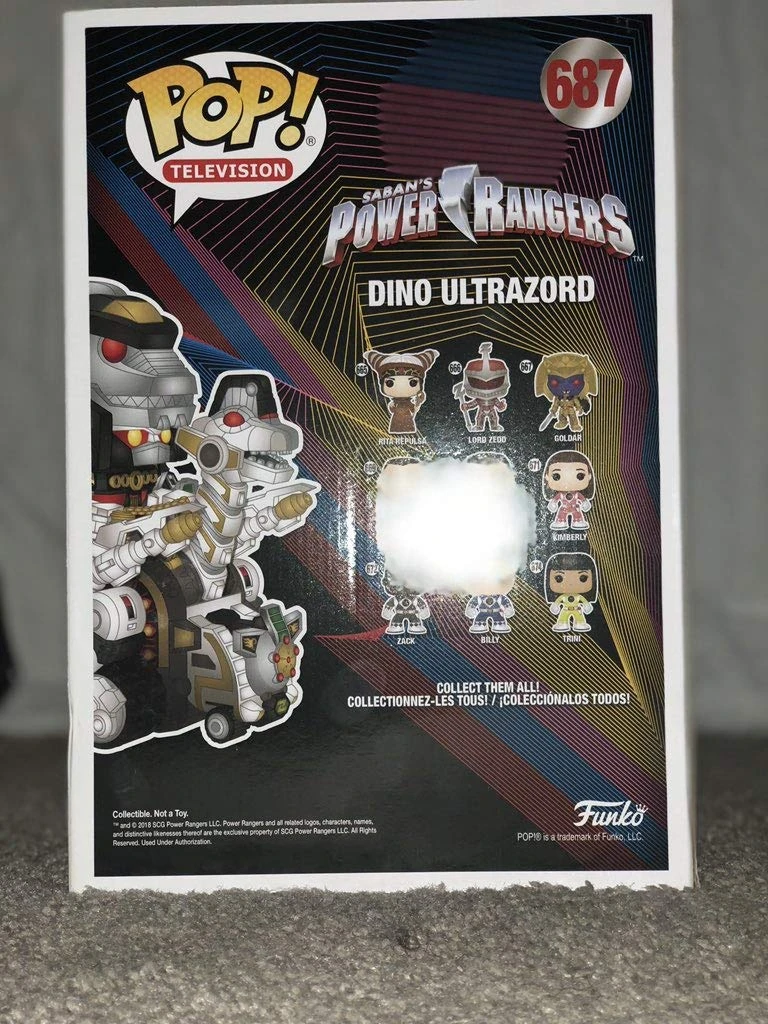 POP!®
TELEVISION
687
SABAN'S
POWER RANGERS™
DINO ULTRAZORD
665
666
667
RITA REPULSA
LORD ZEDD
GOLDAR
671
KIMBERLY
672
ZACK
BILLY
TRINI
COLLECT THEM ALL!
COLLECTIONNEZ-LES TOUS! / ¡COLECCIÓNALOS TODOS!
Collectible. Not a Toy.
™ and © 2018 SCG Power Rangers LLC. Power Rangers and all related logos, characters, names,
and distinctive likenesses thereof are the exclusive property of SCG Power Rangers LLC. All Rights
Reserved. Used Under Authorization.
Funko
POP!® is a trademark of Funko, LLC.